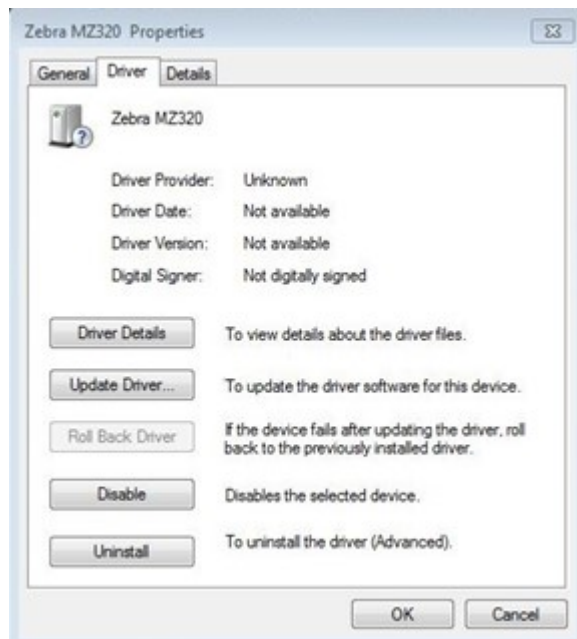 Zebra MZ320 Properties
General Driver Details
Zebra MZ320
Driver Provider: Unknown
Driver Date: Not available
Driver Version: Not available
Digital Signer: Not digitally signed
Driver Details To view details about the driver files.
Update Driver... To update the driver software for this device.
Roll Back Driver If the device fails after updating the driver, roll
back to the previously installed driver.
Disable Disables the selected device.
Uninstall To uninstall the driver (Advanced).
OK Cancel